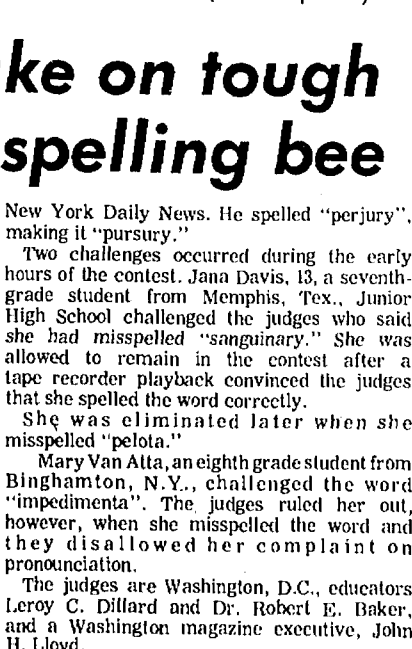 ke on tough
spelling bee
New York Daily News. He spelled "perjury",
making it "pursury."
Two challenges occurred during the early
hours of the contest. Jana Davis, 13, a seventh-
grade student from Memphis, Tex., Junior
High School challenged the judges who said
she had misspelled "sanguinary." She was
allowed to remain in the contest after a
tape recorder playback convinced the judges
that she spelled the word correctly.
She was eliminated later when she
misspelled "pelota."
Mary Van Atta, an eighth grade student from
Binghamton, N.Y., challenged the word
"impedimenta". The judges ruled her out,
however, when she misspelled the word and
they disallowed her complaint on
pronounciation.
The judges are Washington, D.C., educators
Leroy C. Dillard and Dr. Robert E. Baker,
and a Washington magazine executive, John
H. Lloyd.